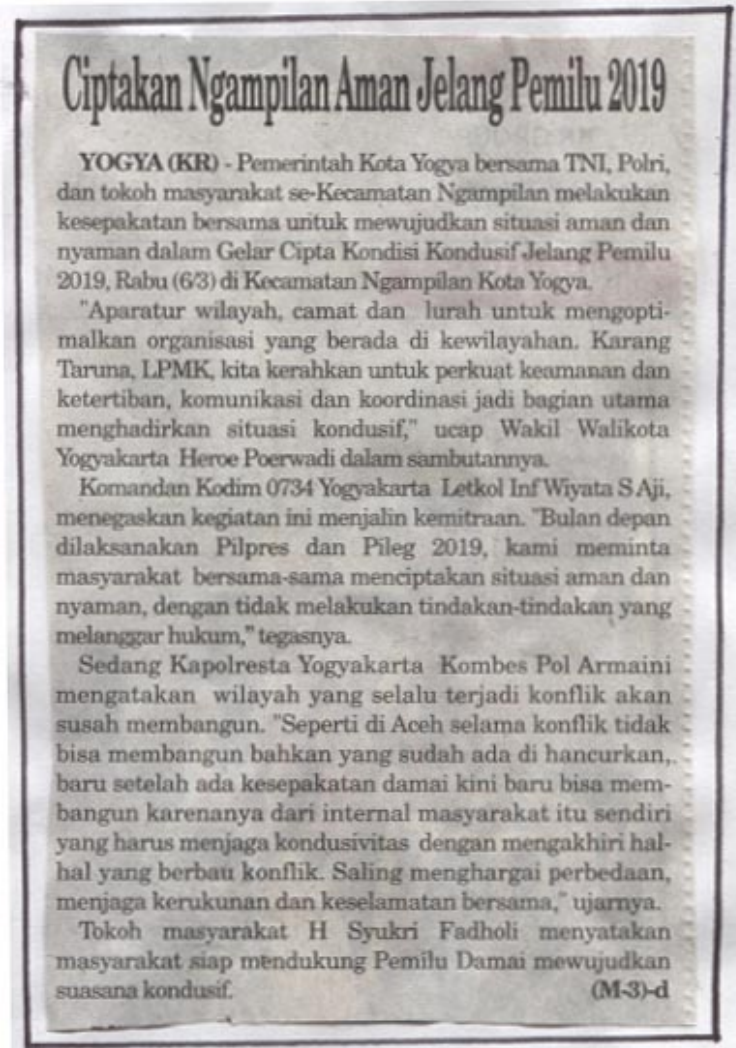 Ciptakan Ngampilan Aman Jelang Pemilu 2019
YOGYA (KR) - Pemerintah Kota Yogya bersama TNI, Polri,
dan tokoh masyarakat se-Kecamatan Ngampilan melakukan
kesepakatan bersama untuk mewujudkan situasi aman dan
nyaman dalam Gelar Cipta Kondisi Kondusif Jelang Pemilu
2019, Rabu (6/3) di Kecamatan Ngampilan Kota Yogya.
"Aparatur wilayah, camat dan lurah untuk mengopti-
malkan organisasi yang berada di kewilayahan. Karang
Taruna, LPMK, kita kerahkan untuk perkuat keamanan dan
ketertiban, komunikasi dan koordinasi jadi bagian utama
menghadirkan situasi kondusif," ucap Wakil Walikota
Yogyakarta Heroe Poerwadi dalam sambutannya.
Komandan Kodim 0734 Yogyakarta Letkol Inf Wiyata S Aji,
menegaskan kegiatan ini menjalin kemitraan. "Bulan depan
dilaksanakan Pilpres dan Pileg 2019, kami meminta
masyarakat bersama-sama menciptakan situasi aman dan
nyaman, dengan tidak melakukan tindakan-tindakan yang
melanggar hukum," tegasnya.
Sedang Kapolresta Yogyakarta Kombes Pol Armaini
mengatakan wilayah yang selalu terjadi konflik akan
susah membangun. "Seperti di Aceh selama konflik tidak
bisa membangun bahkan yang sudah ada di hancurkan,
baru setelah ada kesepakatan damai kini baru bisa mem-
bangun karenanya dari internal masyarakat itu sendiri
yang harus menjaga kondusivitas dengan mengakhiri hal-
hal yang berbau konflik. Saling menghargai perbedaan,
menjaga kerukunan dan keselamatan bersama," ujarnya.
Tokoh masyarakat H Syukri Fadholi menyatakan
masyarakat siap mendukung Pemilu Damai mewujudkan
suasana kondusif. (M-3)-d